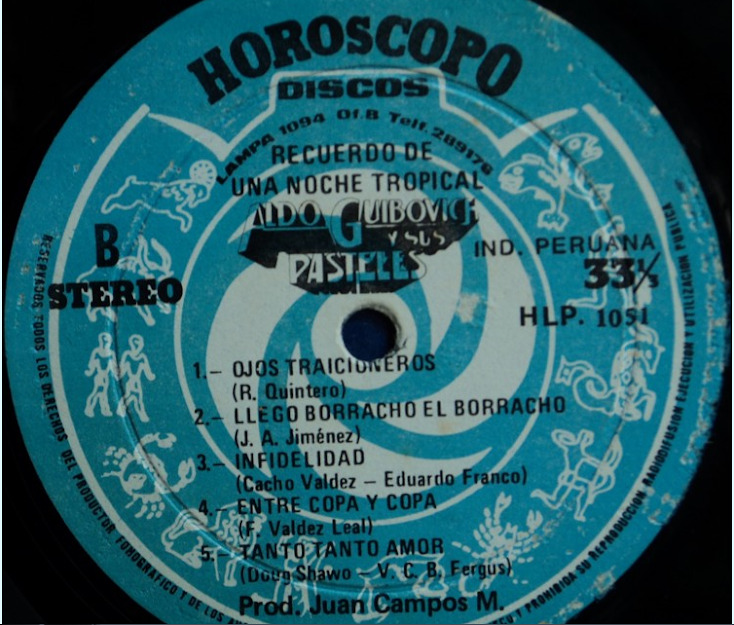 HOROSCOPO
DISCOS
LAMPA 1094 Of.B Telf. 289176
RECUERDO DE
UNA NOCHE TROPICAL
ALDO GUIBOVICH
Y SUS
PASTELES
B
STEREO
IND. PERUANA
33⅓
HLP. 1051
1.- OJOS TRAICIONEROS
(R. Quintero)
2.- LLEGO BORRACHO EL BORRACHO
(J. A. Jiménez)
3.- INFIDELIDAD
(Cacho Valdez - Eduardo Franco)
4.- ENTRE COPA Y COPA
(F. Valdez Leal)
5.- TANTO TANTO AMOR
(Doug Shawo - V. C. B. Fergus)
Prod. Juan Campos M.
RESERVADOS TODOS LOS DERECHOS DEL PRODUCTOR FONOGRAFICO Y DE LOS
Y PROHIBIDA SU REPRODUCCION RADIODIFUSION EJECUCION Y UTILIZACION PUBLICA